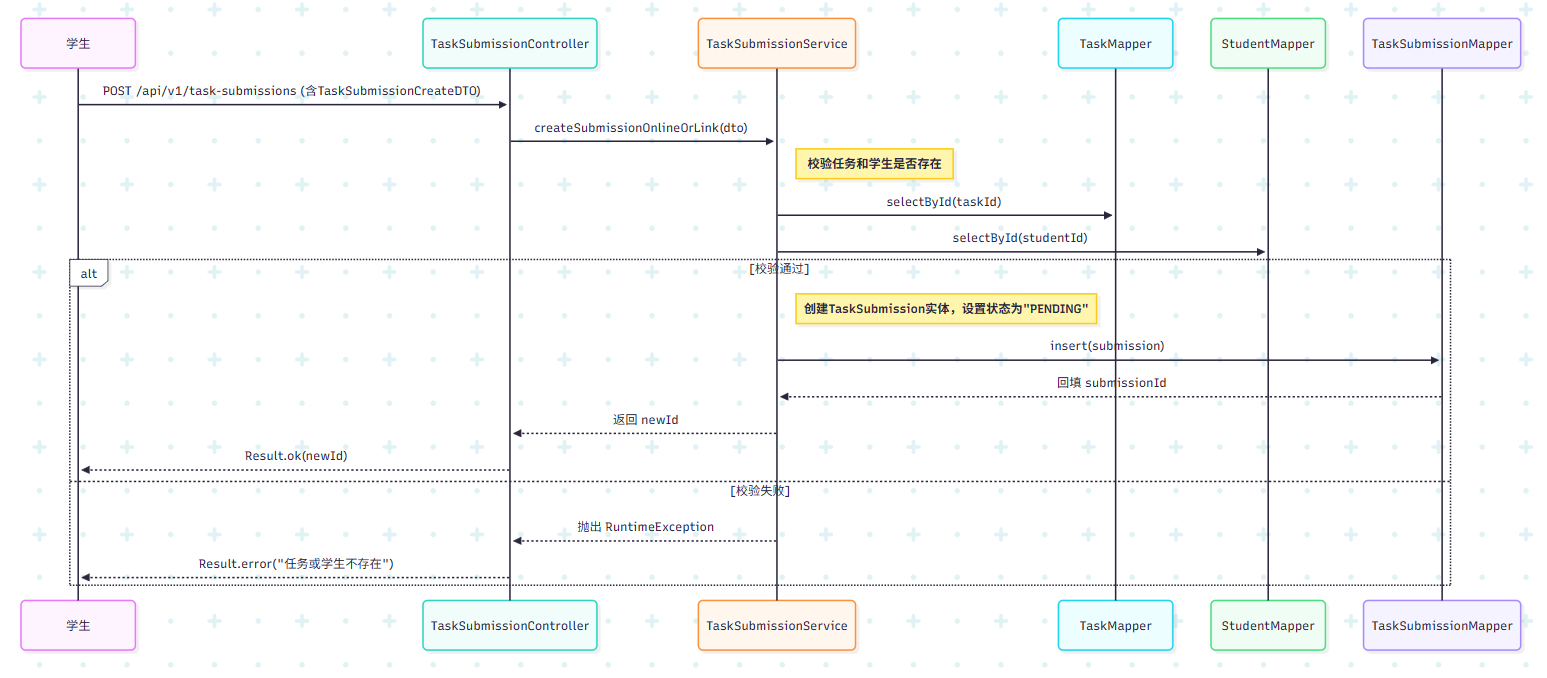 学生
TaskSubmissionController
TaskSubmissionService
TaskMapper
StudentMapper
TaskSubmissionMapper
POST /api/v1/task-submissions (含TaskSubmissionCreateDTO)
createSubmissionOnlineOrLink(dto)
校验任务和学生是否存在
selectById(taskId)
selectById(studentId)
alt
[校验通过]
创建TaskSubmission实体，设置状态为"PENDING"
insert(submission)
回填 submissionId
返回 newId
Result.ok(newId)
[校验失败]
抛出 RuntimeException
Result.error("任务或学生不存在")
学生
TaskSubmissionController
TaskSubmissionService
TaskMapper
StudentMapper
TaskSubmissionMapper